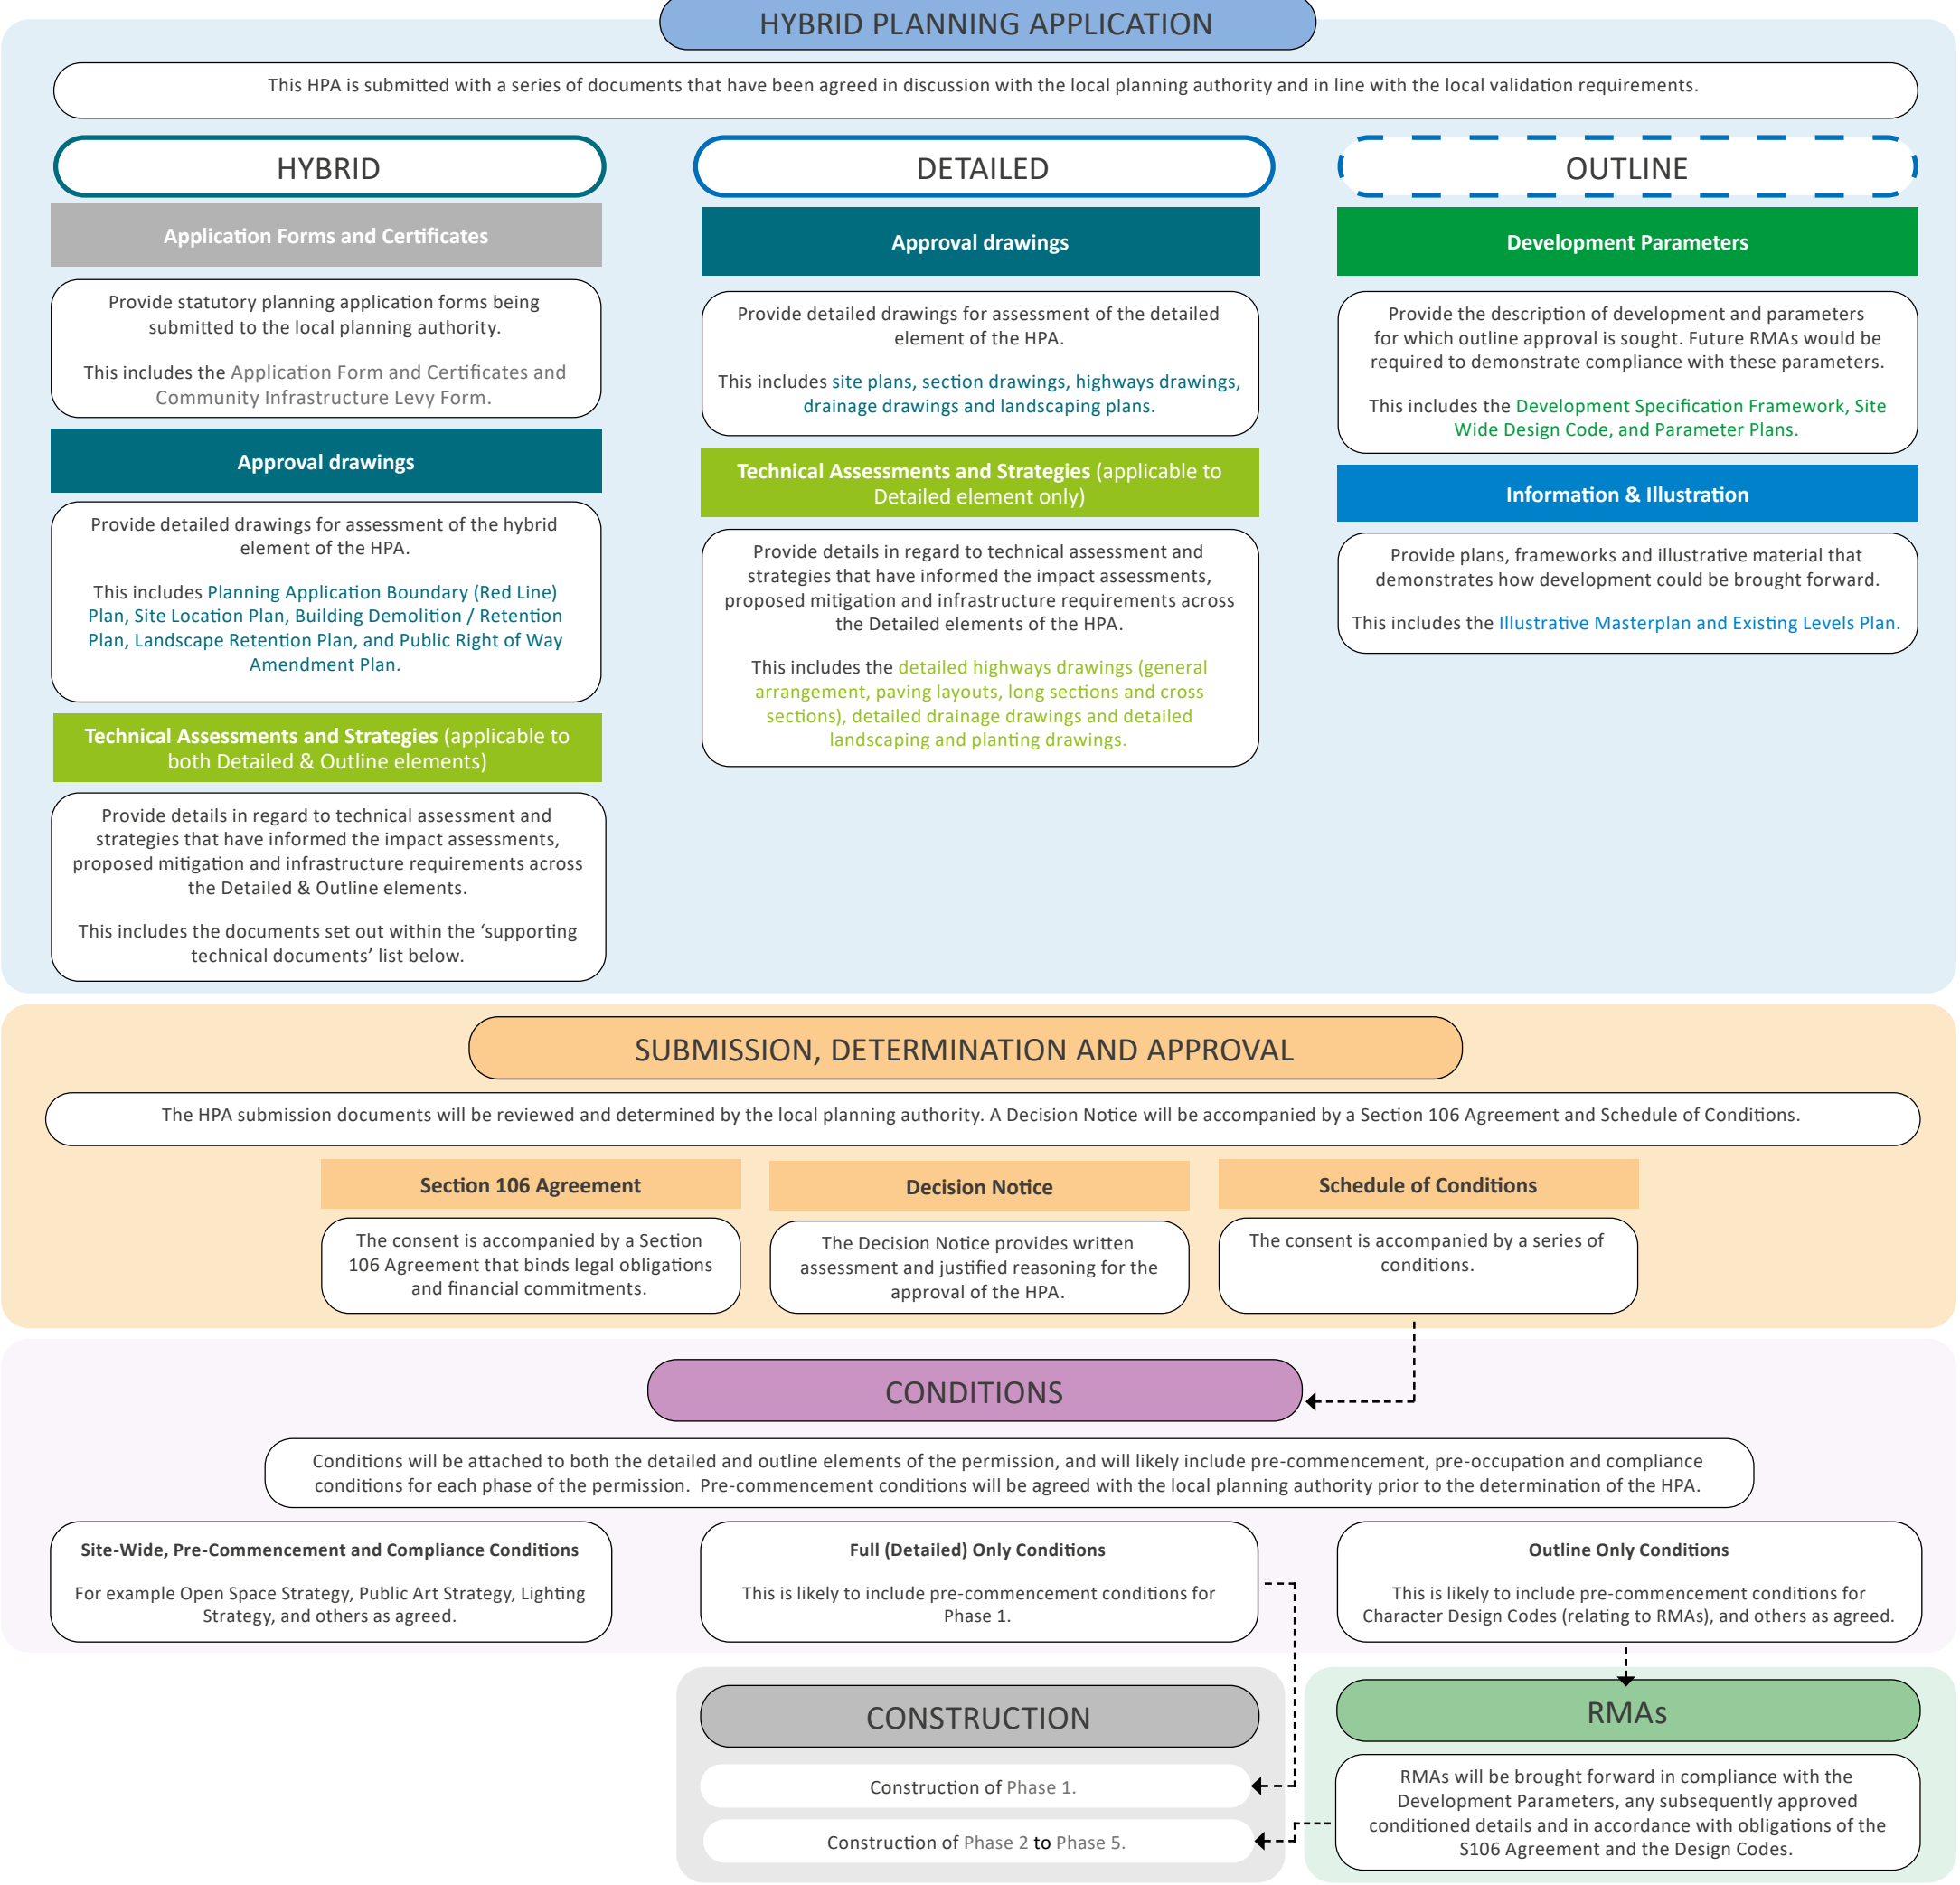 HYBRID PLANNING APPLICATION
This HPA is submitted with a series of documents that have been agreed in discussion with the local planning authority and in line with the local validation requirements.
HYBRID
Application Forms and Certificates
Provide statutory planning application forms being
submitted to the local planning authority.
This includes the Application Form and Certificates and
Community Infrastructure Levy Form.
Approval drawings
Provide detailed drawings for assessment of the hybrid
element of the HPA.
This includes Planning Application Boundary (Red Line)
Plan, Site Location Plan, Building Demolition / Retention
Plan, Landscape Retention Plan, and Public Right of Way
Amendment Plan.
Technical Assessments and Strategies (applicable to
both Detailed & Outline elements)
Provide details in regard to technical assessment and
strategies that have informed the impact assessments,
proposed mitigation and infrastructure requirements across
the Detailed & Outline elements.
This includes the documents set out within the ‘supporting
technical documents’ list below.
DETAILED
Approval drawings
Provide detailed drawings for assessment of the detailed
element of the HPA.
This includes site plans, section drawings, highways drawings,
drainage drawings and landscaping plans.
Technical Assessments and Strategies (applicable to
Detailed element only)
Provide details in regard to technical assessment and
strategies that have informed the impact assessments,
proposed mitigation and infrastructure requirements across
the Detailed elements of the HPA.
This includes the detailed highways drawings (general
arrangement, paving layouts, long sections and cross
sections), detailed drainage drawings and detailed
landscaping and planting drawings.
OUTLINE
Development Parameters
Provide the description of development and parameters
for which outline approval is sought. Future RMAs would be
required to demonstrate compliance with these parameters.
This includes the Development Specification Framework, Site
Wide Design Code, and Parameter Plans.
Information & Illustration
Provide plans, frameworks and illustrative material that
demonstrates how development could be brought forward.
This includes the Illustrative Masterplan and Existing Levels Plan.
SUBMISSION, DETERMINATION AND APPROVAL
The HPA submission documents will be reviewed and determined by the local planning authority. A Decision Notice will be accompanied by a Section 106 Agreement and Schedule of Conditions.
Section 106 Agreement
The consent is accompanied by a Section
106 Agreement that binds legal obligations
and financial commitments.
Decision Notice
The Decision Notice provides written
assessment and justified reasoning for the
approval of the HPA.
Schedule of Conditions
The consent is accompanied by a series of
conditions.
CONDITIONS
Conditions will be attached to both the detailed and outline elements of the permission, and will likely include pre-commencement, pre-occupation and compliance
conditions for each phase of the permission. Pre-commencement conditions will be agreed with the local planning authority prior to the determination of the HPA.
Site-Wide, Pre-Commencement and Compliance Conditions
For example Open Space Strategy, Public Art Strategy, Lighting
Strategy, and others as agreed.
Full (Detailed) Only Conditions
This is likely to include pre-commencement conditions for
Phase 1.
Outline Only Conditions
This is likely to include pre-commencement conditions for
Character Design Codes (relating to RMAs), and others as agreed.
CONSTRUCTION
Construction of Phase 1.
Construction of Phase 2 to Phase 5.
RMAs
RMAs will be brought forward in compliance with the
Development Parameters, any subsequently approved
conditioned details and in accordance with obligations of the
S106 Agreement and the Design Codes.